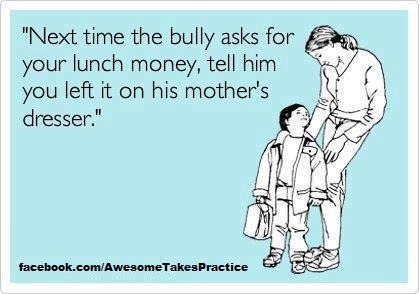 "Next time the bully asks for
your lunch money, tell him
you left it on his mother's
dresser."
facebook.com/AwesomeTakesPractice